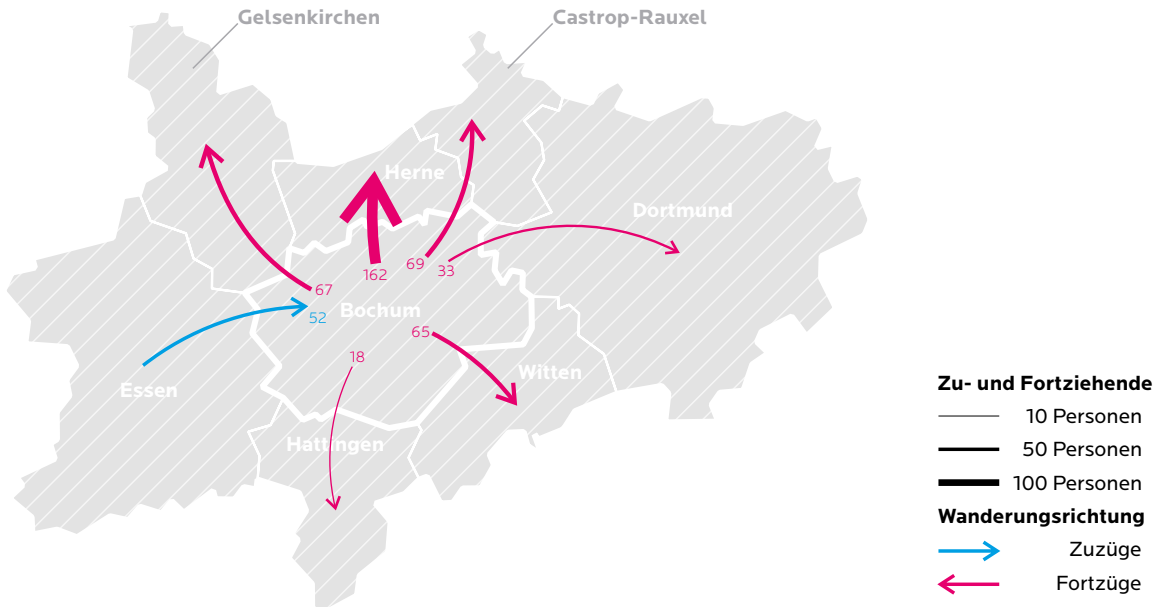 Gelsenkirchen
Castrop-Rauxel
Herne
Dortmund
69
33
162
67
Bochum
52
65
18
Witten
Essen
Hattingen
Zu- und Fortziehende
10 Personen
50 Personen
100 Personen
Wanderungsrichtung
Zuzüge
Fortzüge